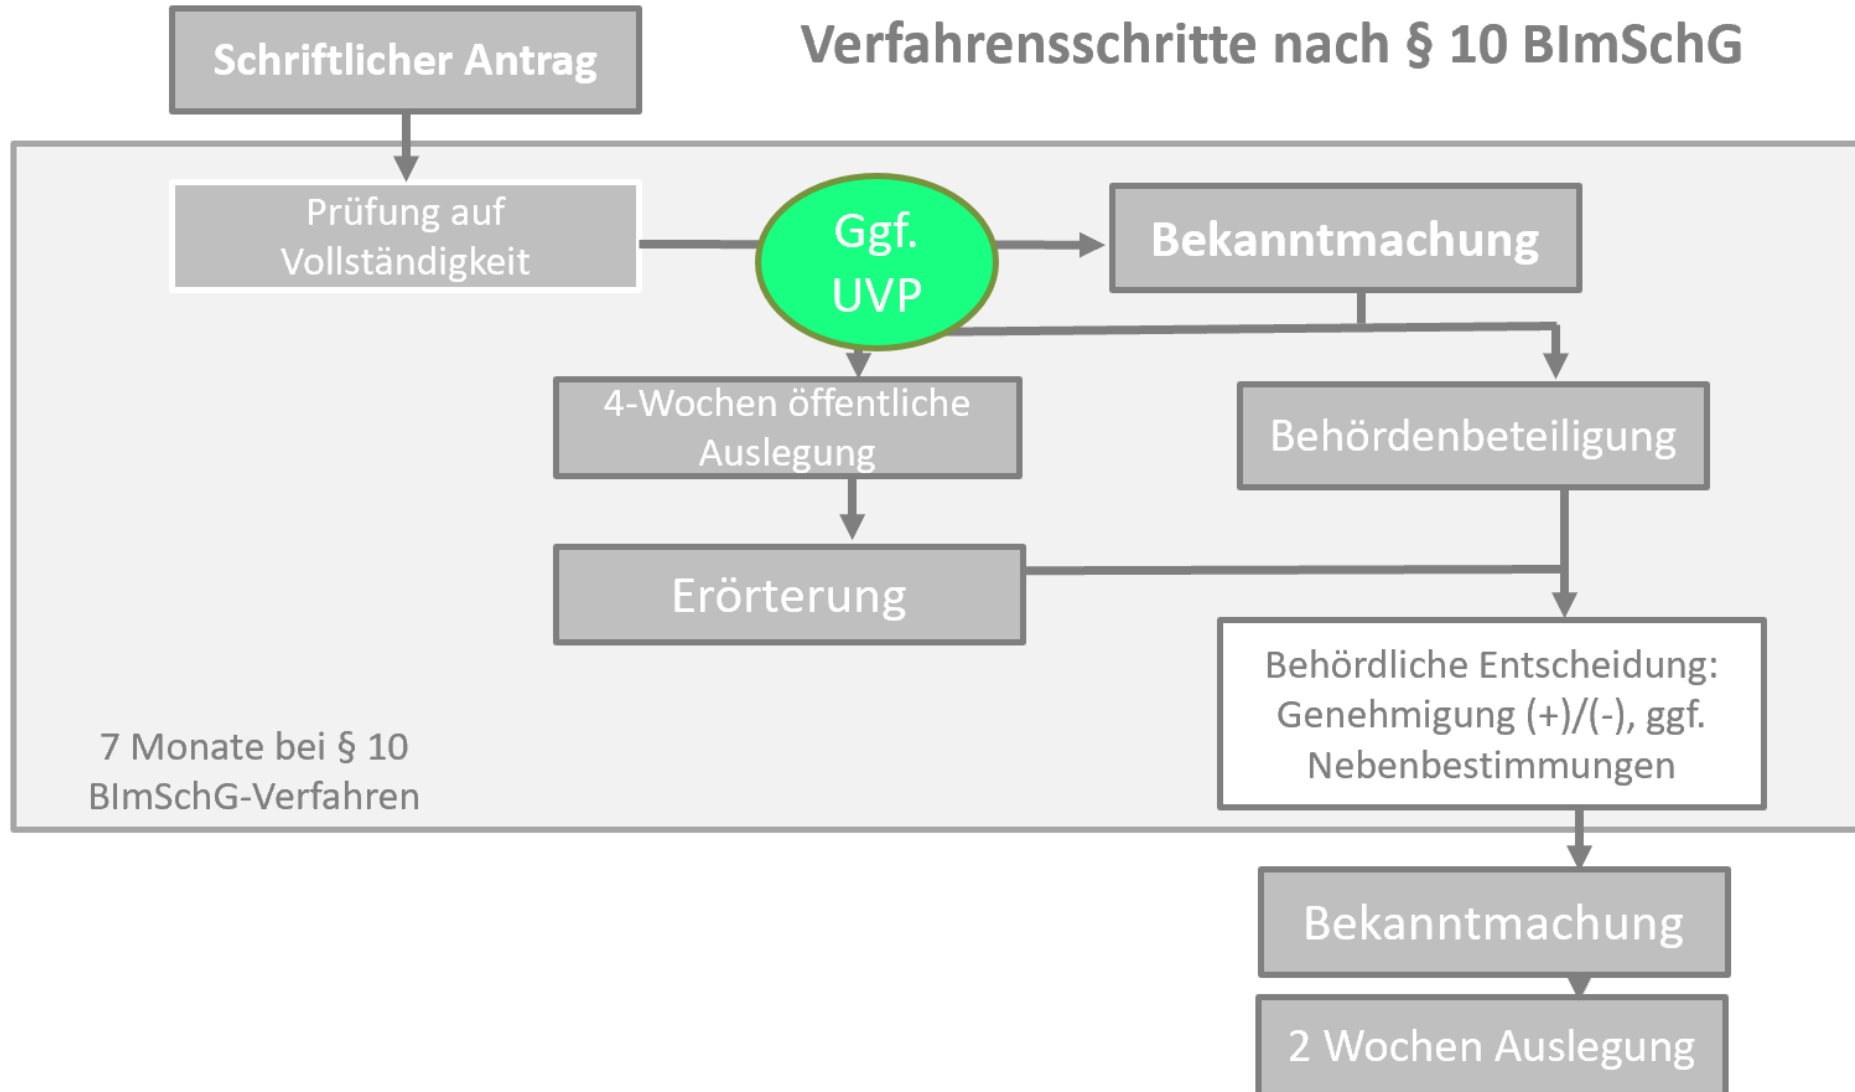 Verfahrensschritte nach § 10 BImSchG
Schriftlicher Antrag
Prüfung auf
Vollständigkeit
Ggf.
UVP
Bekanntmachung
4-Wochen öffentliche
Auslegung
Behördenbeteiligung
Erörterung
Behördliche Entscheidung:
Genehmigung (+)/(-), ggf.
Nebenbestimmungen
7 Monate bei § 10
BImSchG-Verfahren
Bekanntmachung
2 Wochen Auslegung